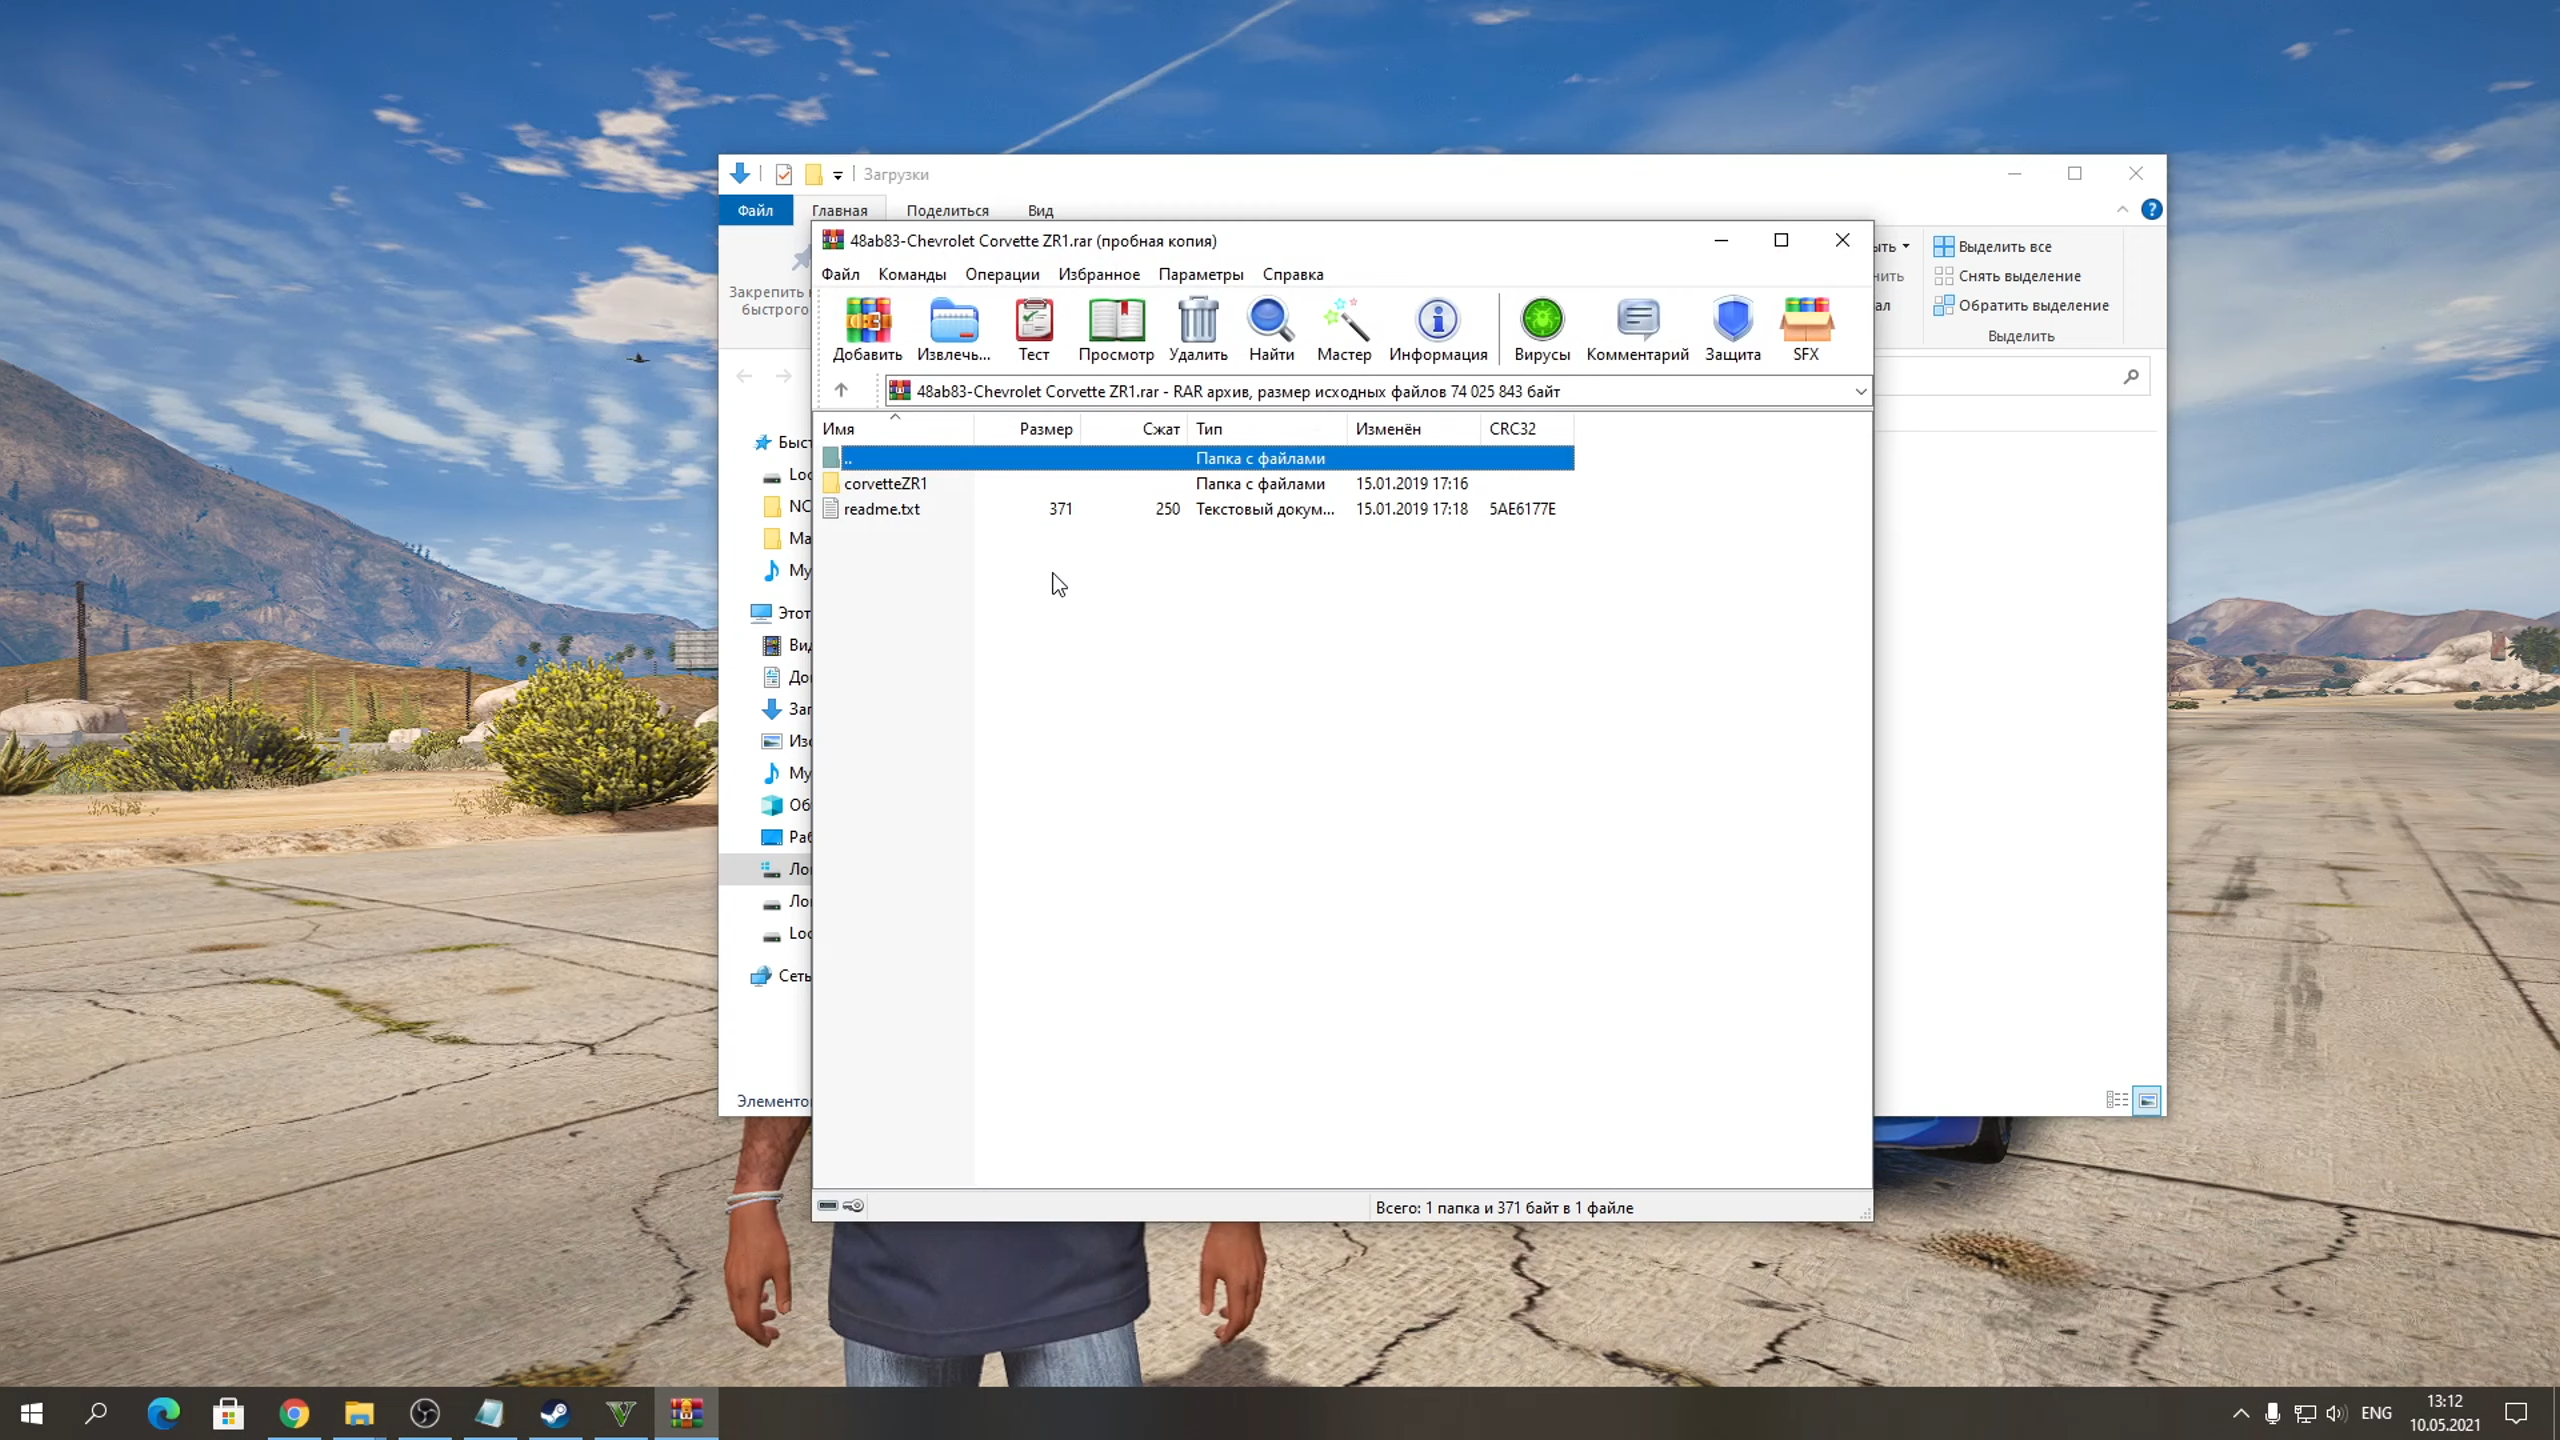 Загрузки
Файл Главная Поделиться Вид
48ab83-Chevrolet Corvette ZR1.rar (пробная копия)
Файл Команды Операции Избранное Параметры Справка
Выделить все
Снять выделение
Обратить выделение
Выделить
Закрепить
быстрого
Добавить Извлечь... Тест Просмотр Удалить Найти Мастер Информация Вирусы Комментарий Защита SFX
48ab83-Chevrolet Corvette ZR1.rar - RAR архив, размер исходных файлов 74 025 843 байт
Имя Размер Сжат Тип Изменён CRC32
.. Папка с файлами
corvetteZR1 Папка с файлами 15.01.2019 17:16
readme.txt 371 250 Текстовый докум... 15.01.2019 17:18 5AE6177E
Этот
Сеть
Всего: 1 папка и 371 байт в 1 файле
ENG
13:12
10.05.2021